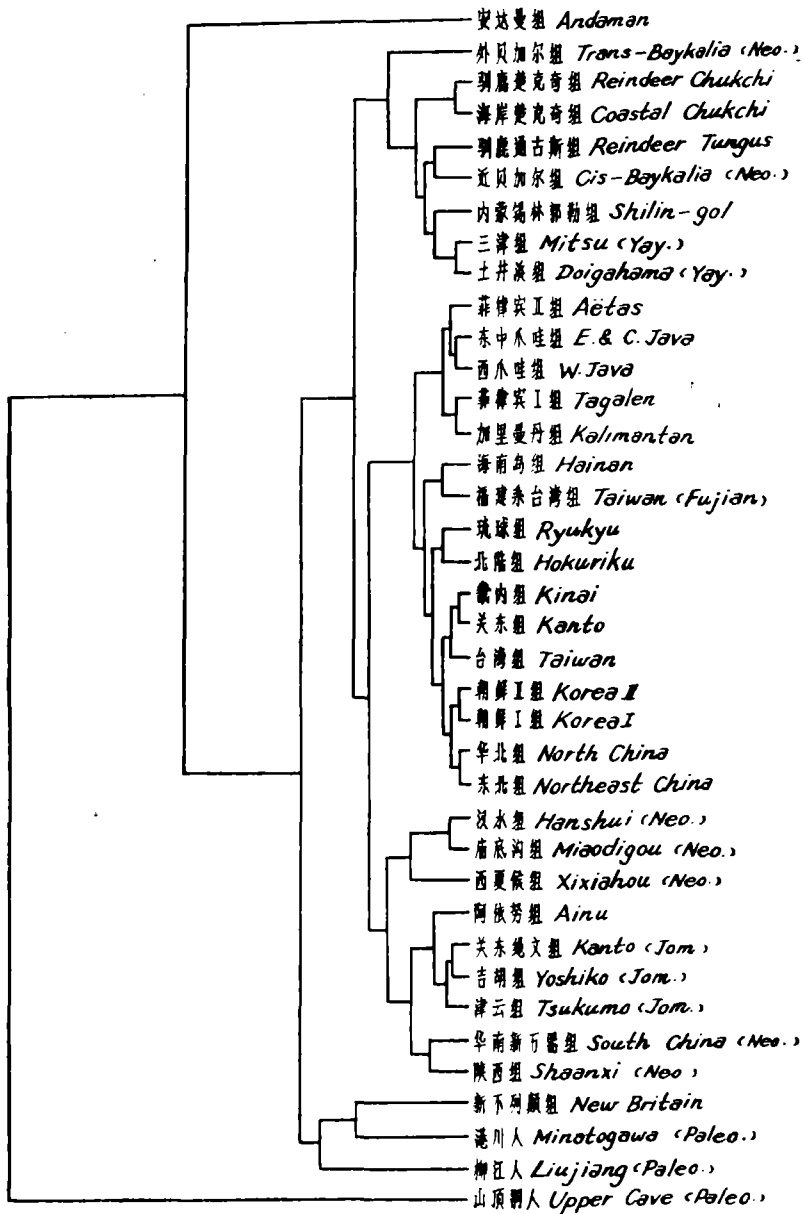 安达曼组 Andaman
外贝加尔组 Trans-Baykalia (Neo.)
驯鹿楚克奇组 Reindeer Chukchi
海岸楚克奇组 Coastal Chukchi
驯鹿通古斯组 Reindeer Tungus
近贝加尔组 Cis-Baykalia (Neo.)
内蒙锡林郭勒组 Shilin-gol
三津组 Mitsu (Yay.)
土井滨组 Doigahama (Yay.)
菲律宾Ⅱ组 Aëtas
东中爪哇组 E. & C. Java
西爪哇组 W. Java
菲律宾Ⅰ组 Tagalen
加里曼丹组 Kalimantan
海南岛组 Hainan
福建系台湾组 Taiwan (Fujian)
琉球组 Ryukyu
北陆组 Hokuriku
畿内组 Kinai
关东组 Kanto
台湾组 Taiwan
朝鲜Ⅱ组 Korea Ⅱ
朝鲜Ⅰ组 Korea I
华北组 North China
东北组 Northeast China
汉水组 Hanshui (Neo.)
庙底沟组 Miaodigou (Neo.)
西夏候组 Xixiahou (Neo.)
阿依努组 Ainu
关东绳文组 Kanto (Jom.)
吉胡组 Yoshiko (Jom.)
津云组 Tsukumo (Jom.)
华南新石器组 South China (Neo.)
陕西组 Shaanxi (Neo)
新不列颠组 New Britain
港川人 Minatogawa (Paleo.)
柳江人 Liujiang (Paleo.)
山顶洞人 Upper Cave (Paleo.)